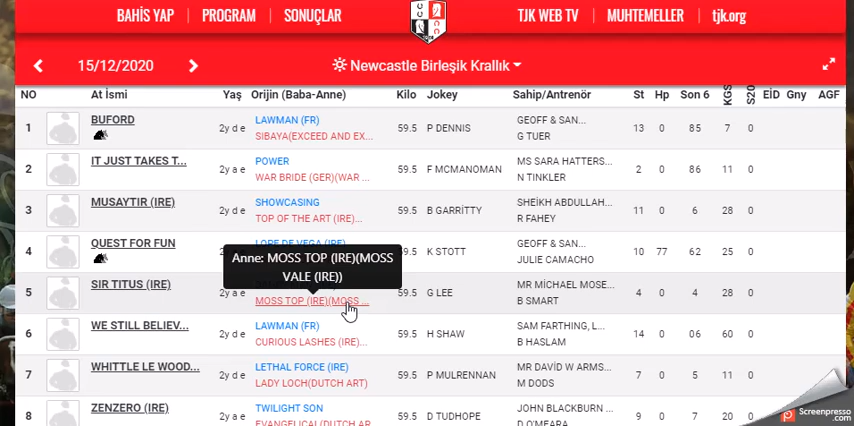 BAHİS YAP | PROGRAM | SONUÇLAR TJK WEB TV | MUHTEMELLER | tjk.org
15/12/2020 Newcastle Birleşik Krallık
NO At İsmi Yaş Orijin (Baba-Anne) Kilo Jokey Sahip/Antrenör St Hp Son 6 KGS S20 EİD Gny AGF
1 BUFORD 2y d e LAWMAN (FR) 59.5 P DENNIS GEOFF & SAN... 13 0 85 7 0
SIBAYA(EXCEED AND EX... G TUER
2 IT JUST TAKES T... 2y a e POWER 59.5 F MCMANOMAN MS SARA HATTERS... 2 0 86 11 0
WAR BRIDE (GER)(WAR ... N TINKLER
3 MUSAYTIR (IRE) 2y d e SHOWCASING 59.5 B GARRİTTY SHEİKH ABDULLAH... 11 0 6 28 0
TOP OF THE ART (IRE)... R FAHEY
4 QUEST FOR FUN LOPE DE VEGA (IRE) K STOTT GEOFF & SAN... 10 77 62 25 0
JULIE CAMACHO
Anne: MOSS TOP (IRE)(MOSS
VALE (IRE))
5 SIR TITUS (IRE) 2y a e 59.5 G LEE MR MİCHAEL MOSE... 4 0 4 28 0
MOSS TOP (IRE)(MOSS ... B SMART
6 WE STILL BELIEV... 2y d e LAWMAN (FR) 59.5 H SHAW SAM FARTHING, L... 14 0 06 60 0
CURIOUS LASHES (IRE)... B HASLAM
7 WHITTLE LE WOOD... 2y d e LETHAL FORCE (IRE) 59.5 P MULRENNAN MR DAVİD W ARMS... 7 0 5 11 0
LADY LOCH(DUTCH ART) M DODS
8 ZENZERO (IRE) 2y a e TWILIGHT SON 59.5 D TUDHOPE JOHN BLACKBURN ... 9 0 7 20 0
EVANGELICAL(DUTCH AR... D O'MEARA
Screenpresso
.com